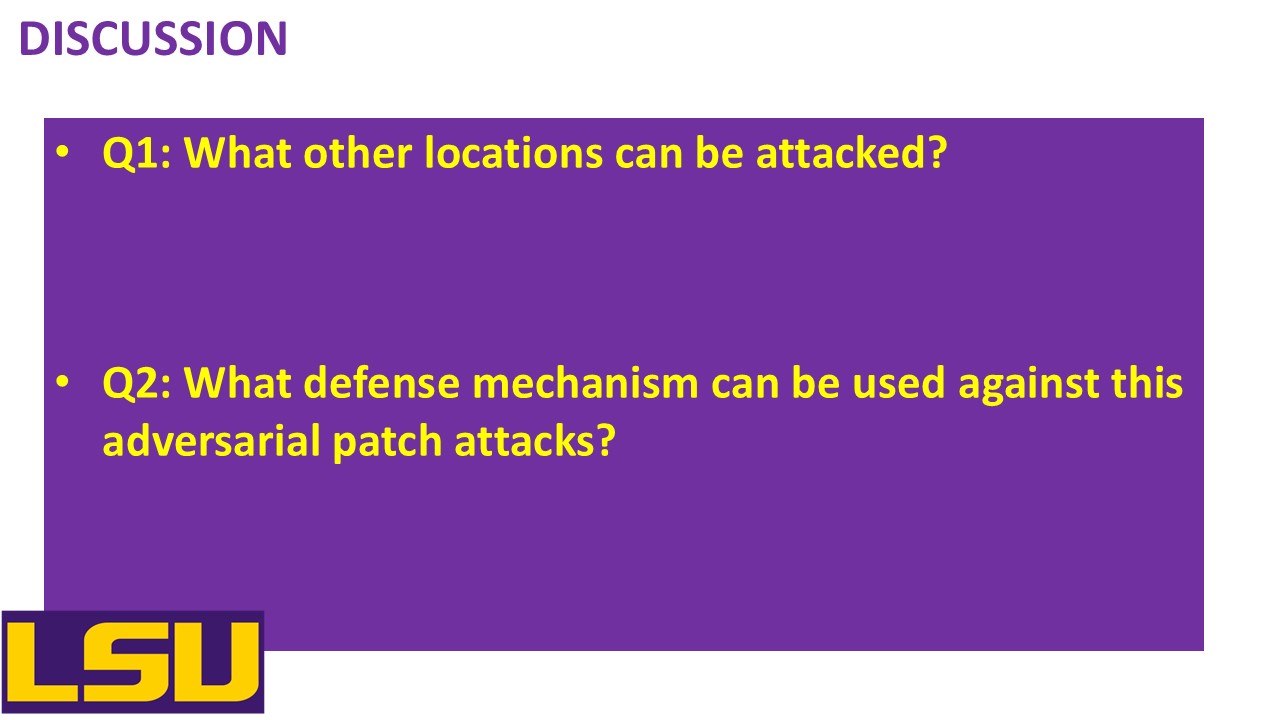 DISCUSSION
• Q1: What other locations can be attacked?
• Q2: What defense mechanism can be used against this
adversarial patch attacks?
LSU